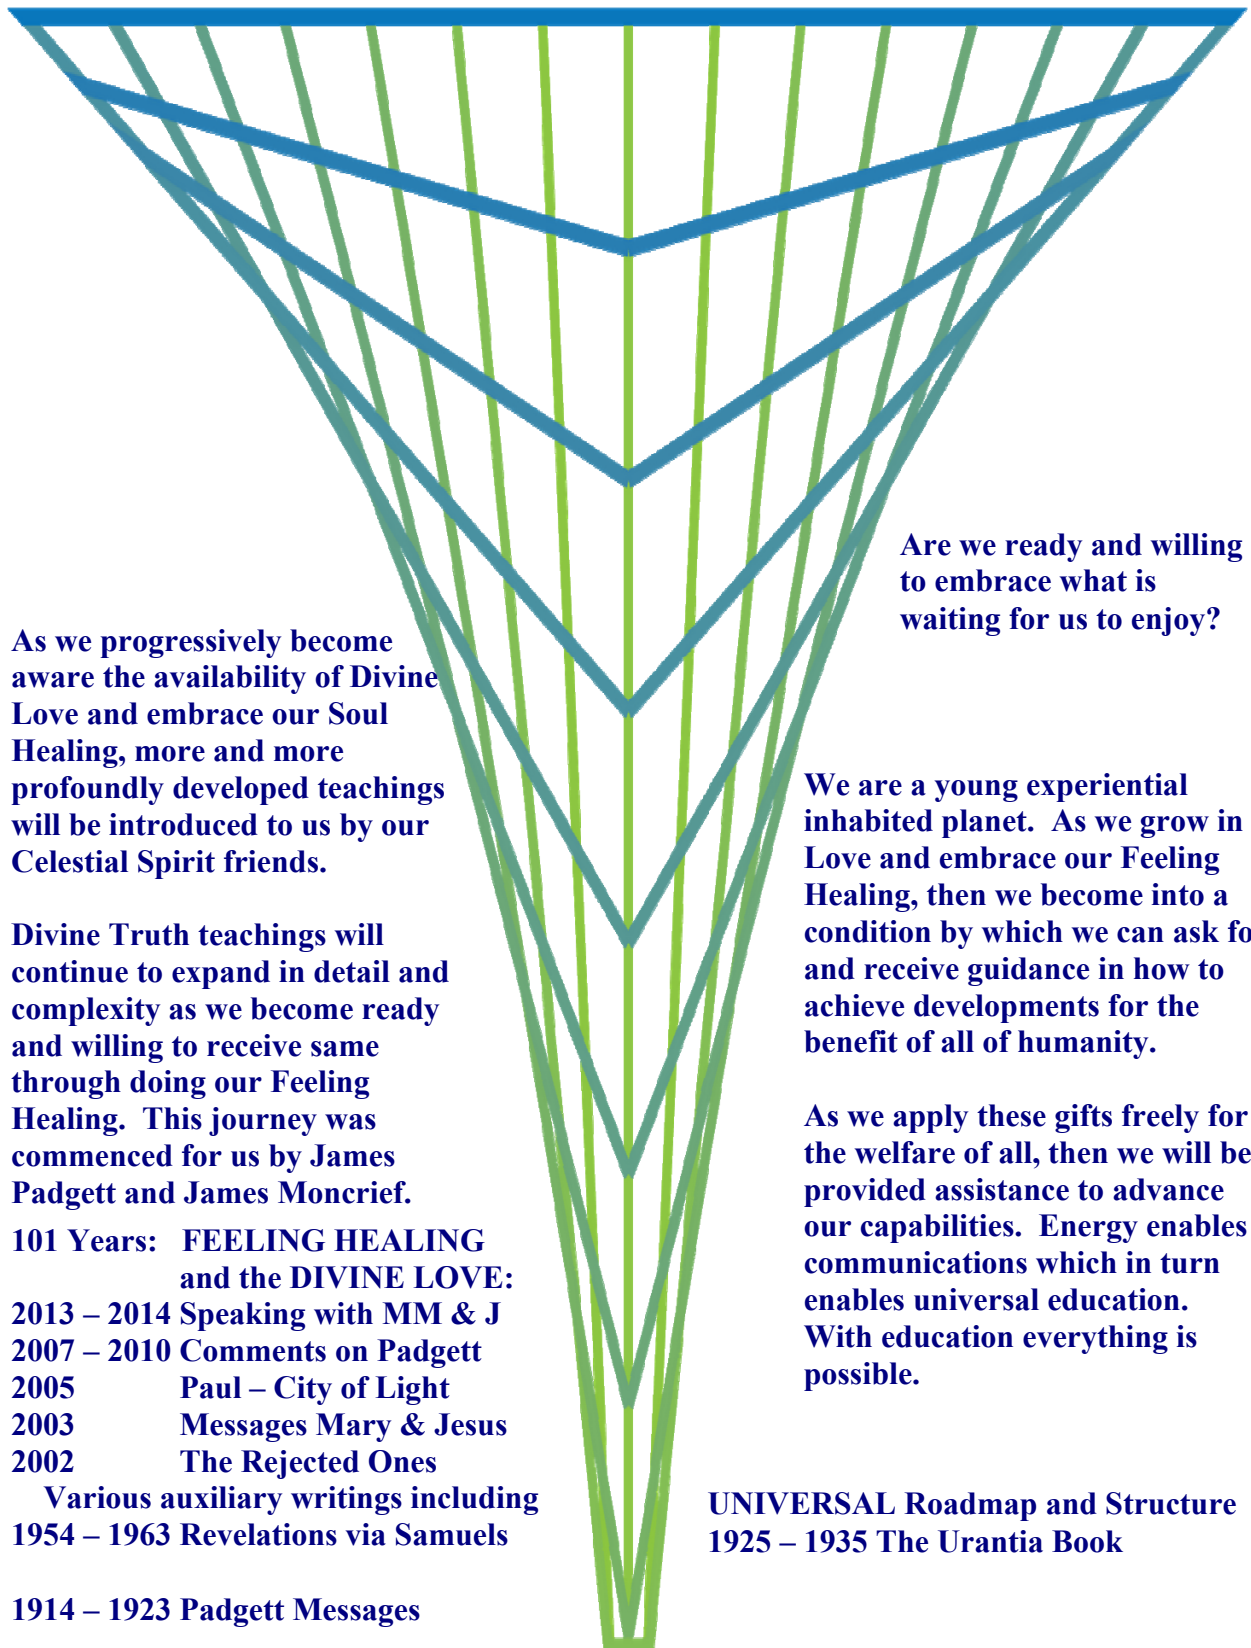 Are we ready and willing
to embrace what is
waiting for us to enjoy?
As we progressively become
aware the availability of Divine
Love and embrace our Soul
Healing, more and more
profoundly developed teachings
will be introduced to us by our
Celestial Spirit friends.
Divine Truth teachings will
continue to expand in detail and
complexity as we become ready
and willing to receive same
through doing our Feeling
Healing.  This journey was
commenced for us by James
Padgett and James Moncrief.
101 Years:   FEELING HEALING
and the DIVINE LOVE:
2013 – 2014 Speaking with MM & J
2007 – 2010 Comments on Padgett
2005 Paul – City of Light
2003 Messages Mary & Jesus
2002 The Rejected Ones
Various auxiliary writings including
1954 – 1963 Revelations via Samuels
1914 – 1923 Padgett Messages
We are a young experiential
inhabited planet.  As we grow in
Love and embrace our Feeling
Healing, then we become into a
condition by which we can ask fo
and receive guidance in how to
achieve developments for the
benefit of all of humanity.
As we apply these gifts freely for
the welfare of all, then we will be
provided assistance to advance
our capabilities.  Energy enables
communications which in turn
enables universal education.
With education everything is
possible.
UNIVERSAL Roadmap and Structure
1925 – 1935 The Urantia Book